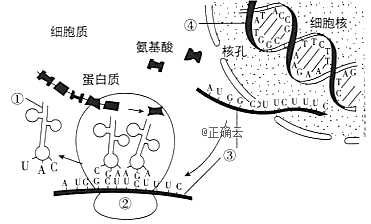 ④
细胞核
细胞质
氨基酸
核孔
蛋白质
①
A U G G C U U C U U U C
@正确云
③
U A C
C G A A G A
A U G G C U U C U U U C
②